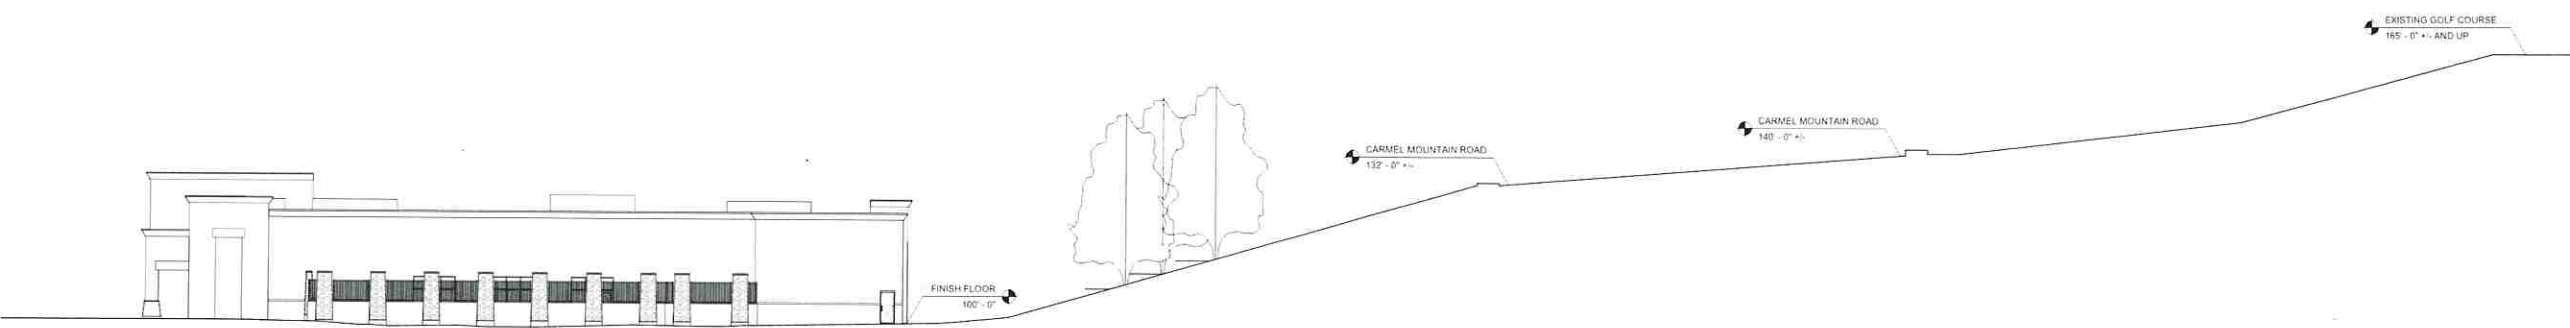 EXISTING GOLF COURSE
165' - 0" +/- AND UP
CARMEL MOUNTAIN ROAD
140' - 0" +/-
CARMEL MOUNTAIN ROAD
132' - 0" +/-
FINISH FLOOR
100' - 0"